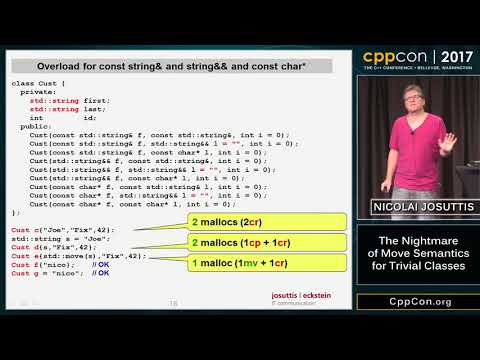 Overload for const string& and string&& and const char*
class Cust {
private:
std::string first;
std::string last;
int id;
public:
Cust(const std::string& f, const std::string&, int i = 0);
Cust(const std::string& f, std::string&& l = "", int i = 0);
Cust(const std::string& f, const char* l, int i = 0);
Cust(std::string&& f, const std::string&, int i = 0);
Cust(std::string&& f, std::string&& l = "", int i = 0);
Cust(std::string&& f, const char* l, int i = 0);
Cust(const char* f, const std::string& l, int i = 0);
Cust(const char* f, std::string&& l = "", int i = 0);
Cust(const char* f, const char* l, int i = 0);
};
Cust c("Joe","Fix",42);
2 mallocs (2cr)
std::string s = "Joe";
Cust d(s,"Fix",42);
2 mallocs (1cp + 1cr)
Cust e(std::move(s),"Fix",42);
1 malloc (1mv + 1cr)
Cust f("nico"); // OK
Cust g = "nico"; // OK
josuttis | eckstein
IT communication
cppcon | 2017
THE C++ CONFERENCE • BELLEVUE, WASHINGTON
NICOLAI JOSUTTIS
The Nightmare
of Move Semantics
for Trivial Classes
CppCon.org